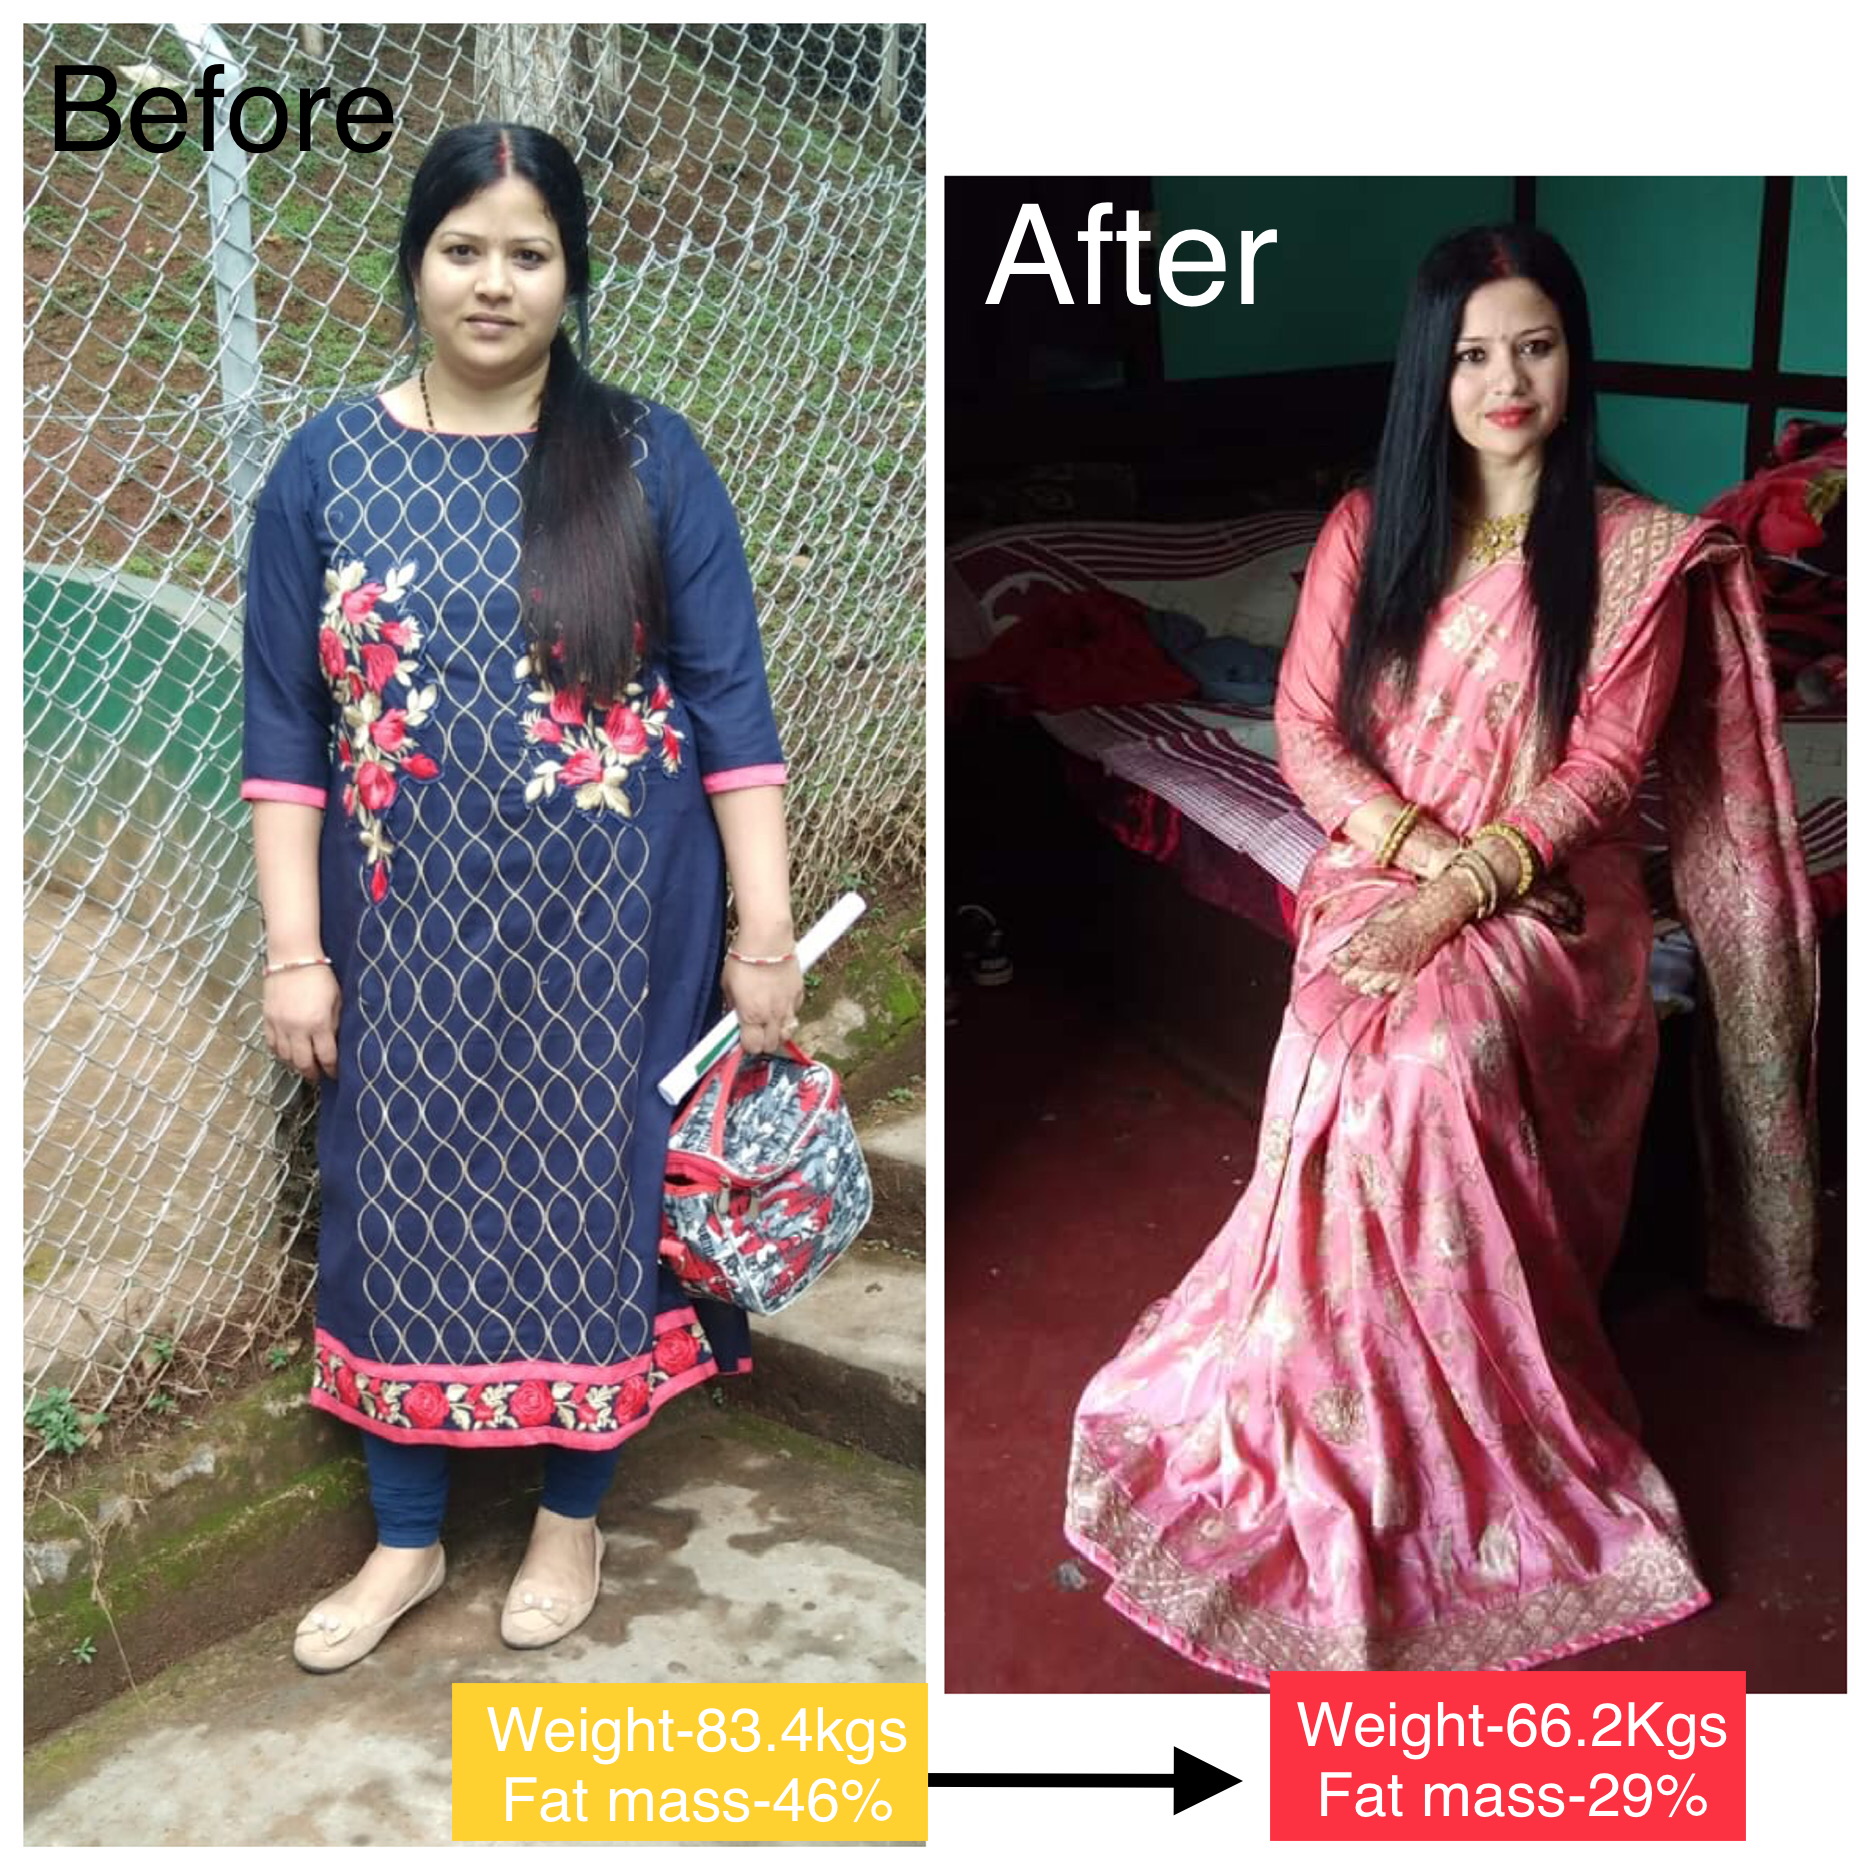 Before
After
Weight-83.4kgs
Fat mass-46%
Weight-66.2Kgs
Fat mass-29%